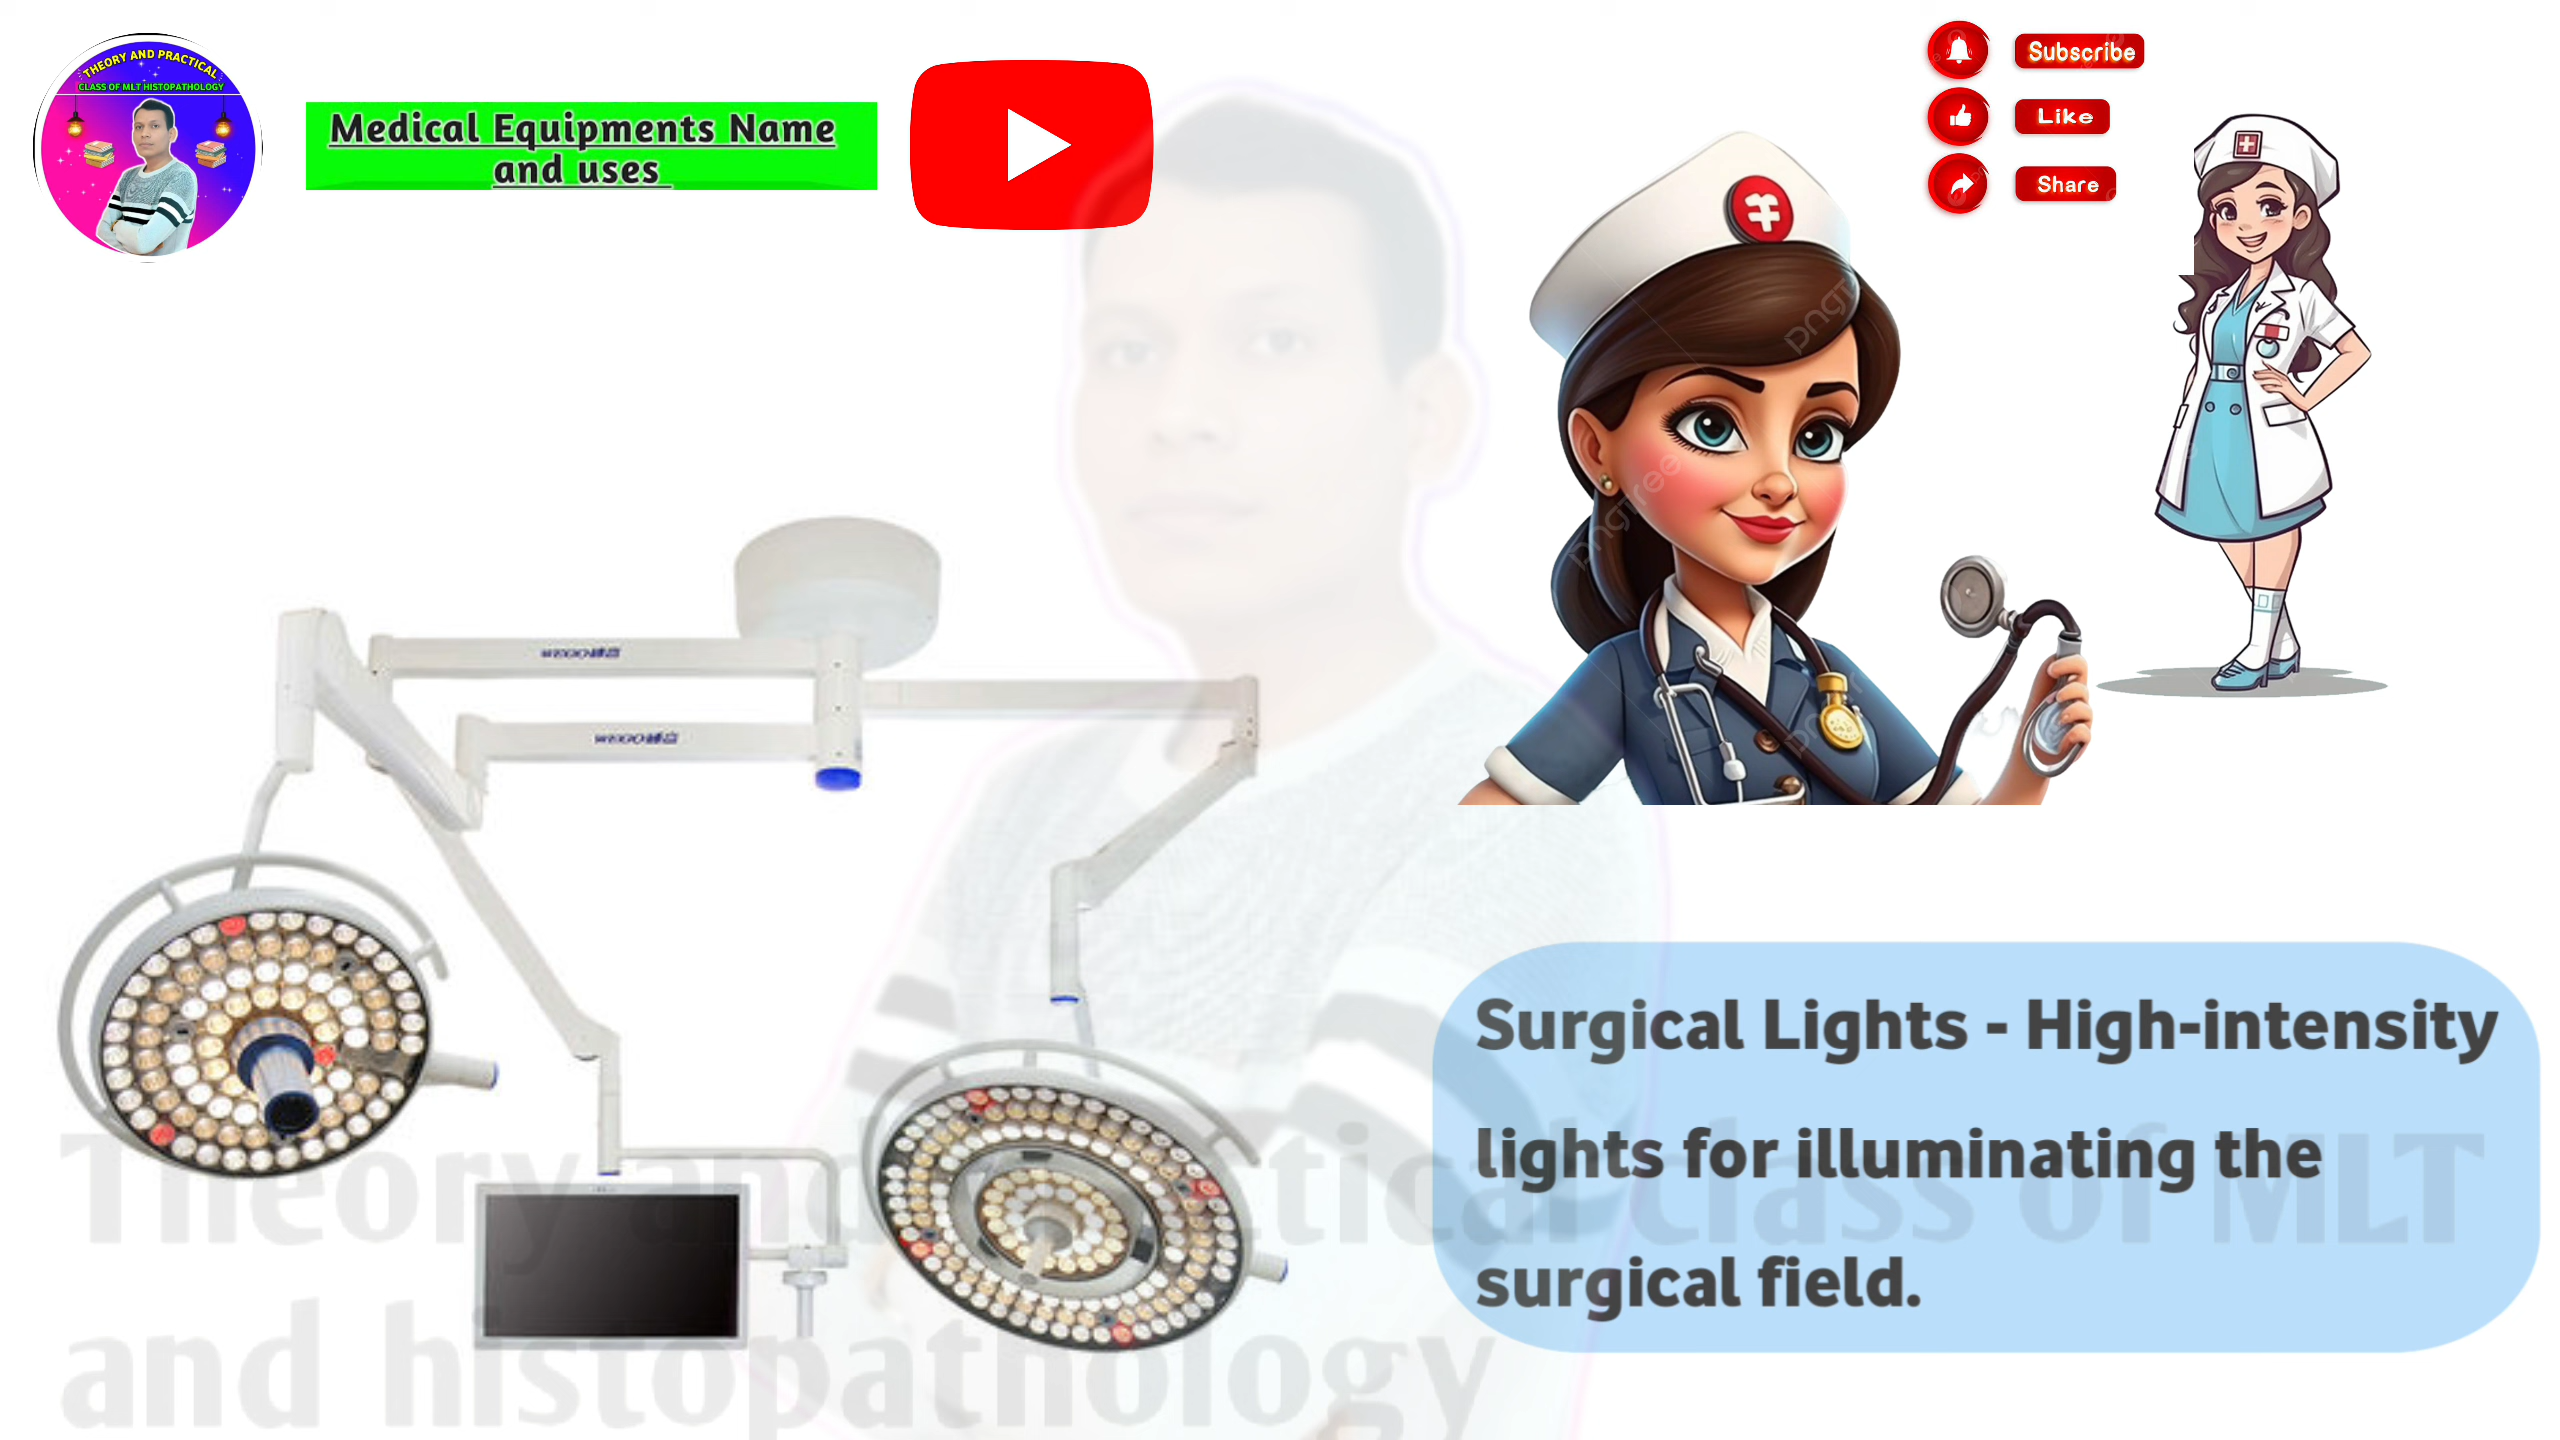 THEORY AND PRACTICAL
CLASS OF MLT HISTOPATHOLOGY
Medical Equipments Name
and uses
Subscribe
Like
Share
pngtree
Surgical Lights - High-intensity
lights for illuminating the
surgical field.
Theory and practical class of MLT
and histopathology